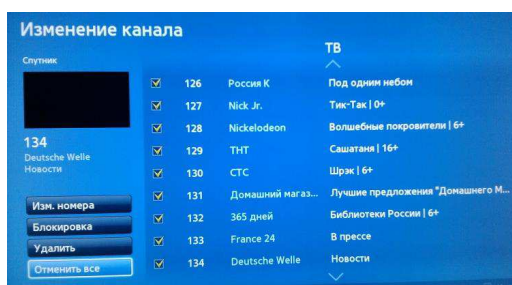 Изменение канала
ТВ
Спутник
126 Россия К Под одним небом
127 Nick Jr. Тик-Так | 0+
128 Nickelodeon Волшебные покровители | 6+
129 ТНТ Сашатаня | 16+
130 СТС Шрэк | 6+
131 Домашний магаз... Лучшие предложения "Домашнего М...
132 365 дней Библиотеки России | 6+
133 France 24 В прессе
134 Deutsche Welle Новости
134
Deutsche Welle
Новости
Изм. номера
Блокировка
Удалить
Отменить все